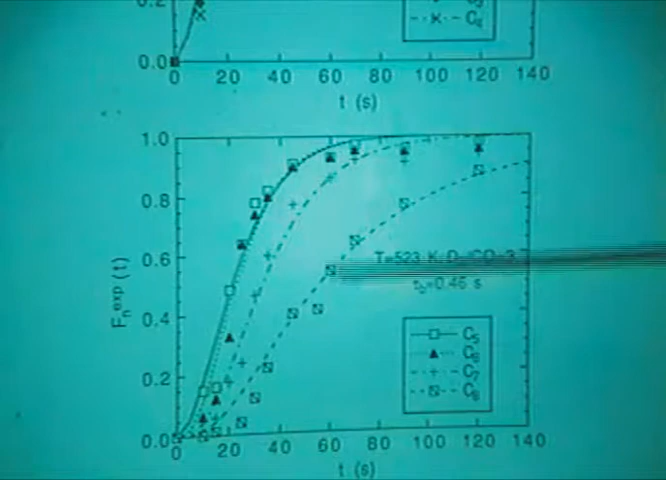 0.2
C₄
0.0
0 20 40 60 80 100 120 140
t (s)
1.0
0.8
0.6
0.4
0.2
0.0
Fₙᵉˣᵖ(t)
T=523 K
t₀=0.46 s
C₅
C₆
C₇
C₈
0 20 40 60 80 100 120 140
t (s)